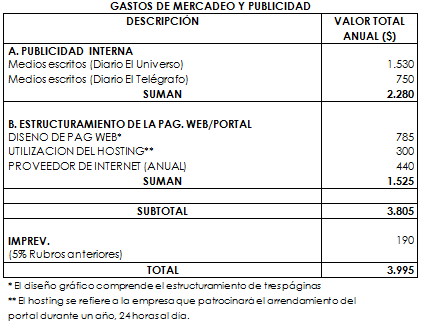 GASTOS DE MERCADEO Y PUBLICIDAD
DESCRIPCIÓN VALOR TOTAL ANUAL ($)
A. PUBLICIDAD INTERNA
Medios escritos (Diario El Universo) 1.530
Medios escritos (Diario El Telégrafo) 750
SUMAN 2.280
B. ESTRUCTURAMIENTO DE LA PAG. WEB/PORTAL
DISENO DE PAG WEB* 785
UTILIZACION DEL HOSTING** 300
PROVEEDOR DE INTERNET (ANUAL) 440
SUMAN 1.525
SUBTOTAL 3.805
IMPREV. 190
(5% Rubros anteriores)
TOTAL 3.995
* El diseño gráfico comprende el estructuramiento de tres páginas
** El hosting se refiere a la empresa que patrocinará el arrendamiento del
portal durante un año, 24 horas al día.